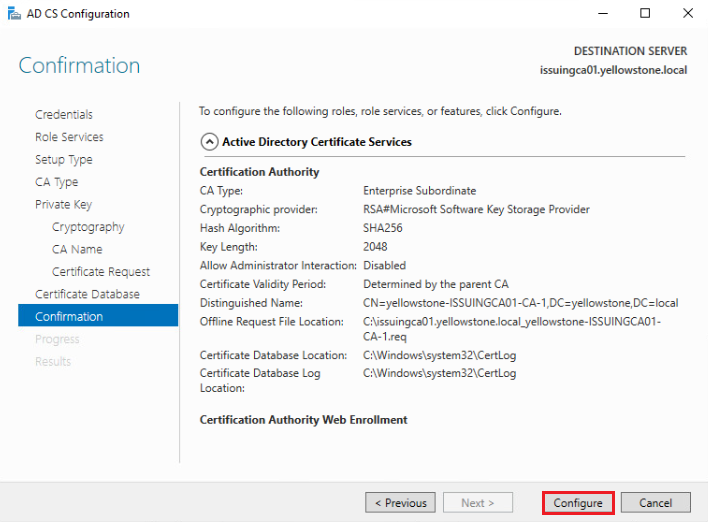 AD CS Configuration
Confirmation
DESTINATION SERVER
issuingca01.yellowstone.local
Credentials
Role Services
Setup Type
CA Type
Private Key
Cryptography
CA Name
Certificate Request
Certificate Database
Confirmation
Progress
Results
To configure the following roles, role services, or features, click Configure.
Active Directory Certificate Services
Certification Authority
CA Type: Enterprise Subordinate
Cryptographic provider: RSA#Microsoft Software Key Storage Provider
Hash Algorithm: SHA256
Key Length: 2048
Allow Administrator Interaction: Disabled
Certificate Validity Period: Determined by the parent CA
Distinguished Name: CN=yellowstone-ISSUINGCA01-CA-1,DC=yellowstone,DC=local
Offline Request File Location: C:\issuingca01.yellowstone.local_yellowstone-ISSUINGCA01-
CA-1.req
Certificate Database Location: C:\Windows\system32\CertLog
Certificate Database Log C:\Windows\system32\CertLog
Location:
Certification Authority Web Enrollment
< Previous Next > Configure Cancel